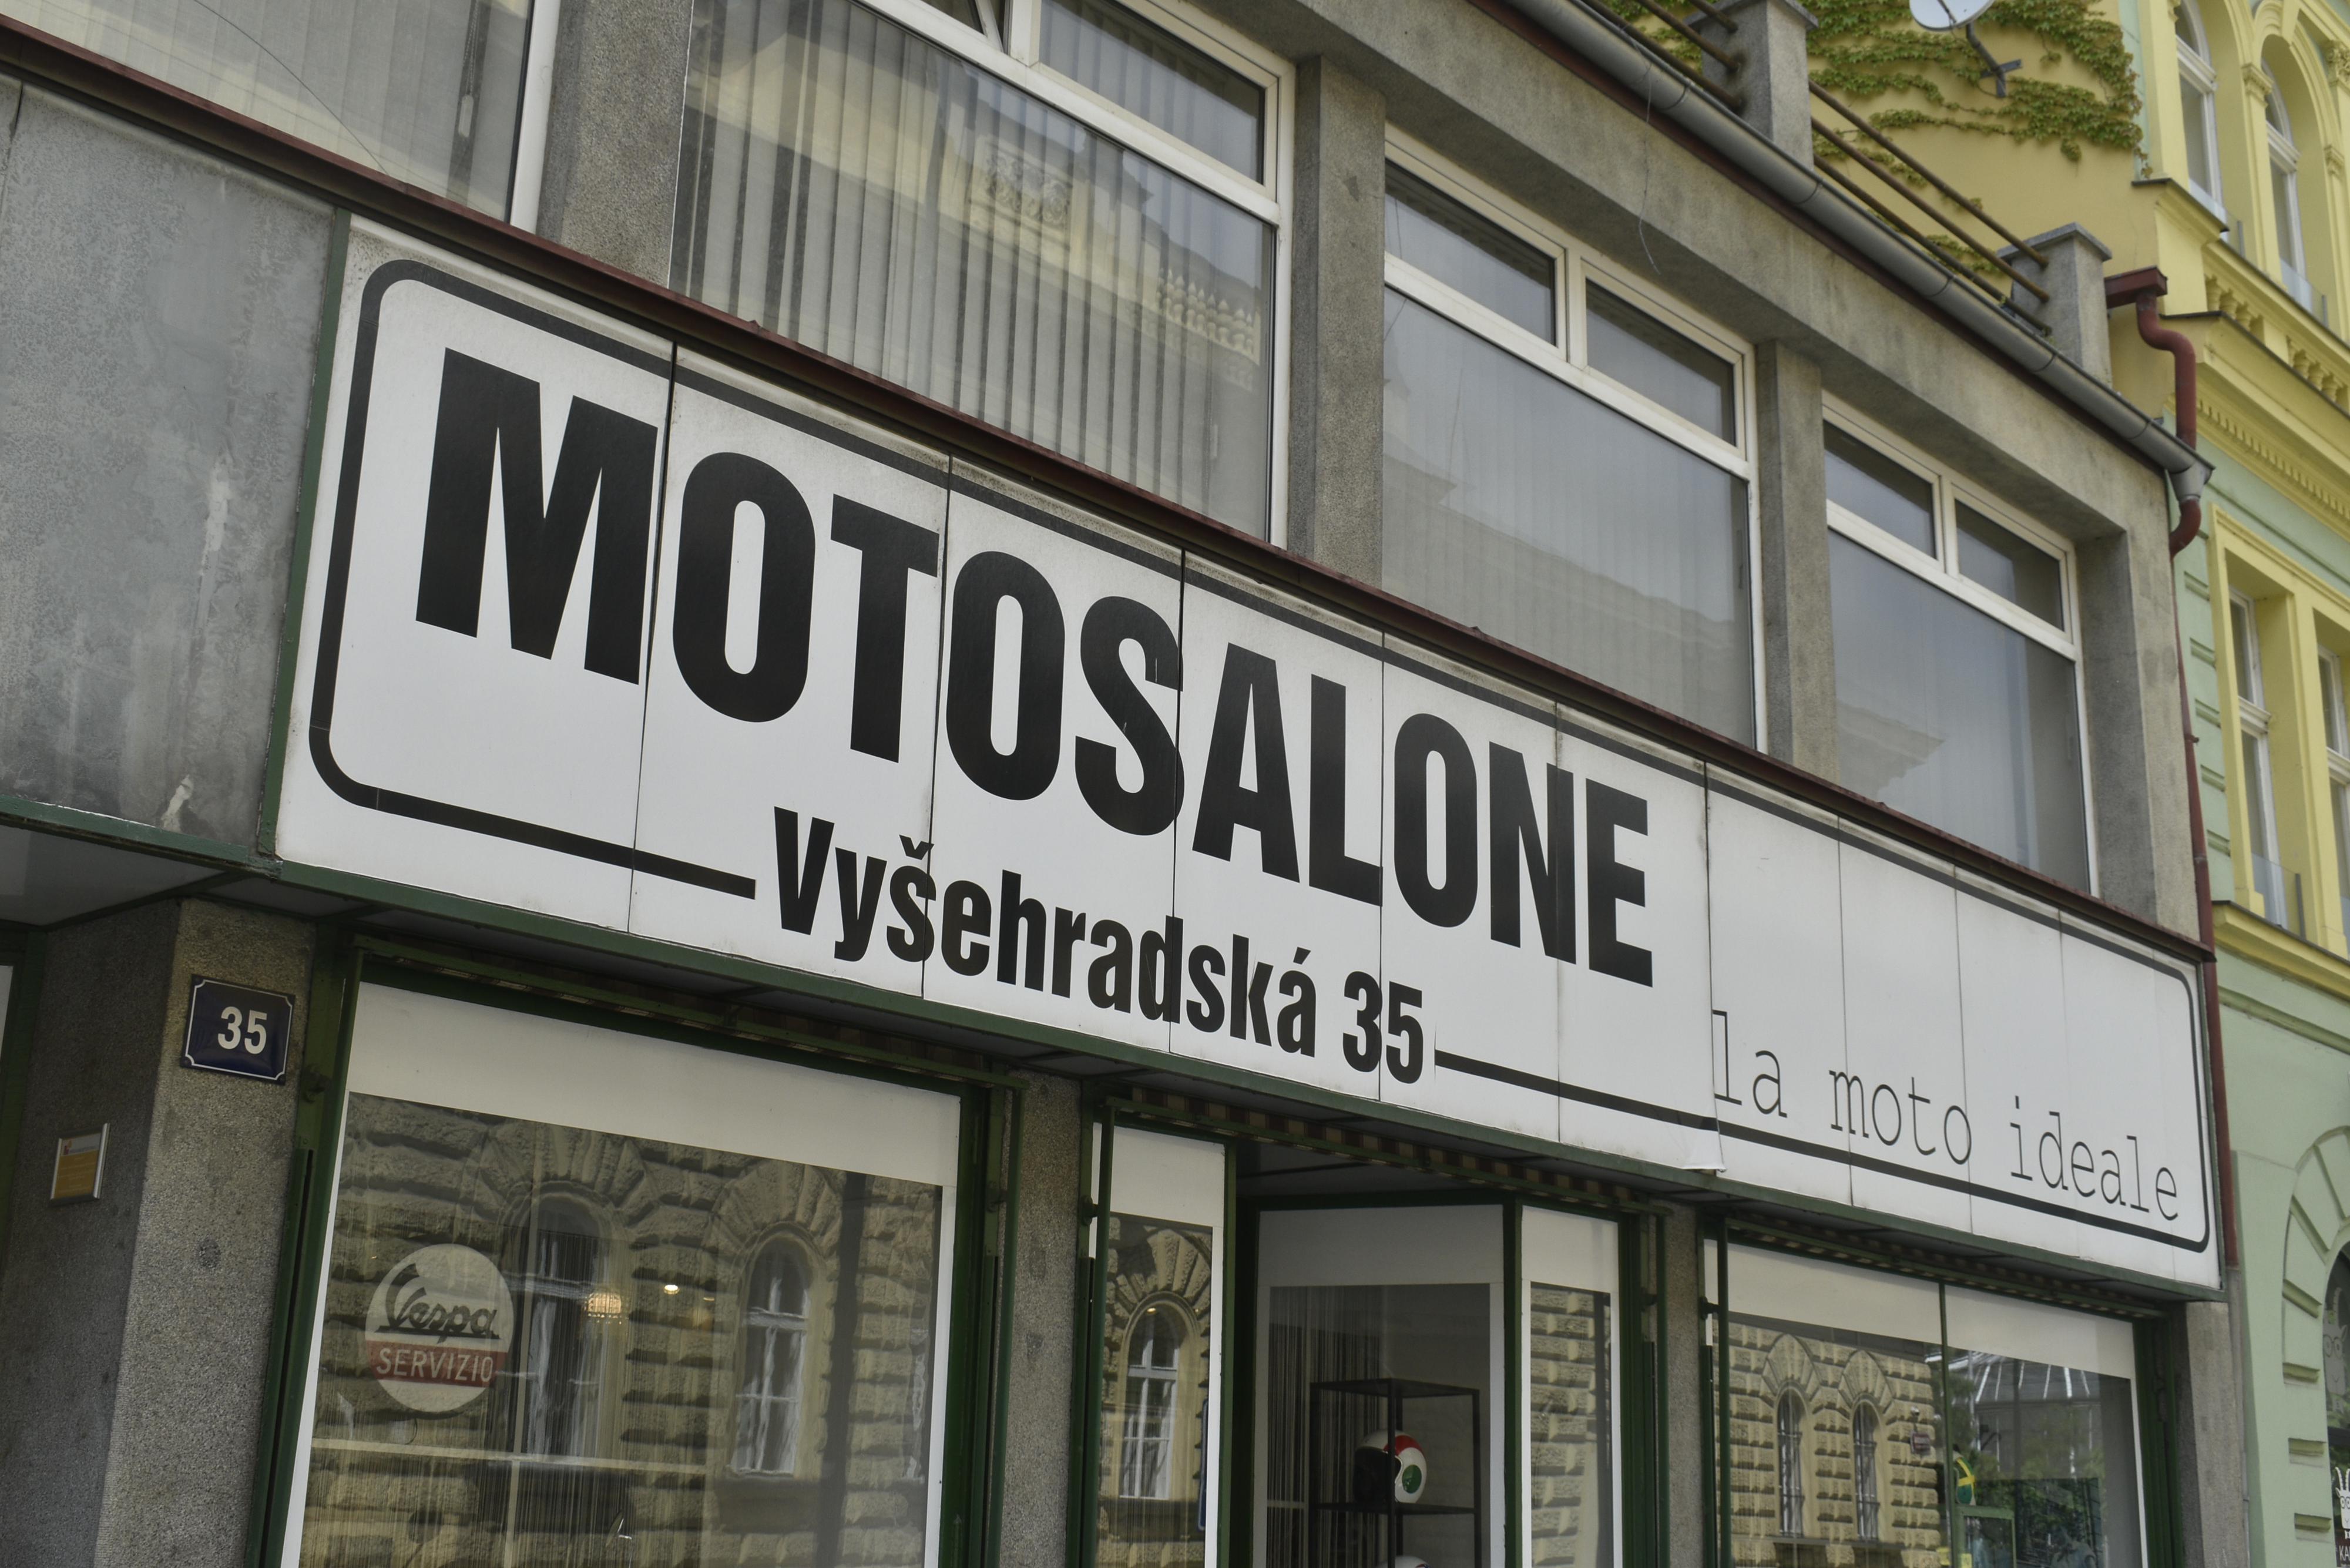 MOTOSALONE
Vyšehradská 35
la moto ideale
35
Vespa
SERVIZIO